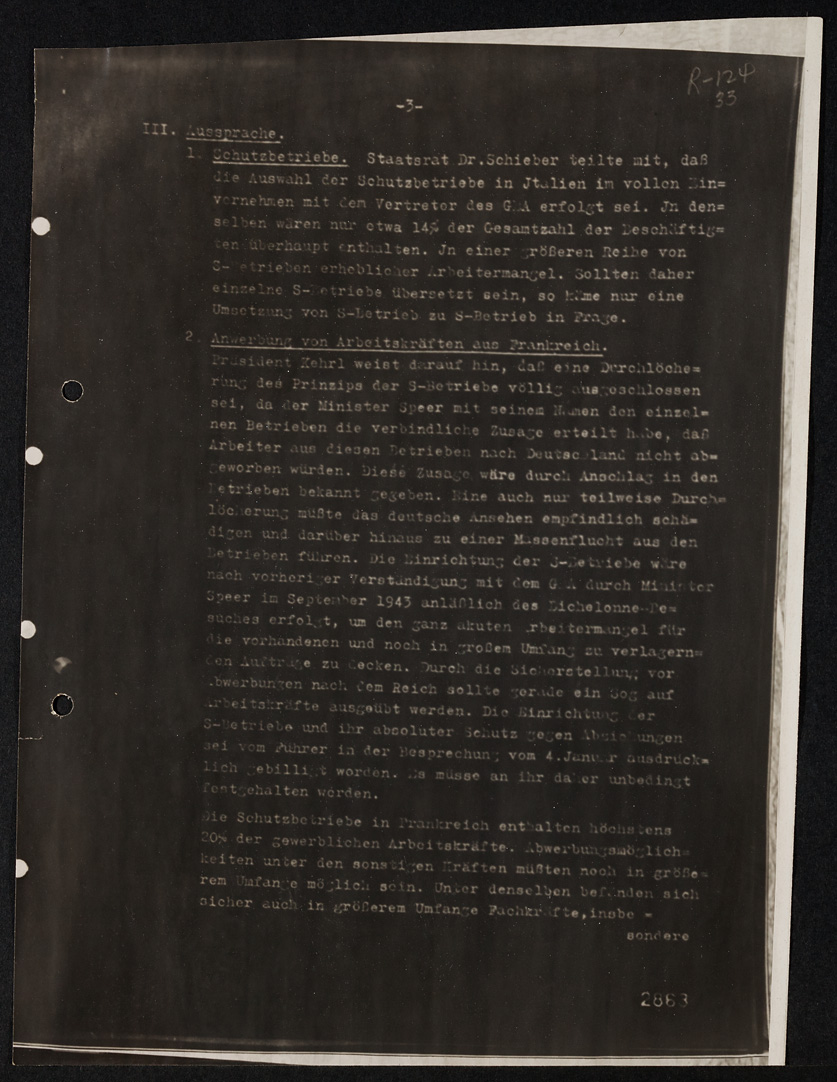 R-124
33
-3-
III. Aussprache.
1. Schutzbetriebe. Staatsrat Dr.Schieber teilte mit, daß
die Auswahl der Schutzbetriebe in Jtalien im vollen Ein=
vernehmen mit dem Vertreter des GBA erfolgt sei. Jn den=
selben wären nur etwa 14% der Gesamtzahl der Beschäftig=
ten überhaupt enthalten. Jn einer größeren Reihe von
S-Betrieben erheblicher Arbeitermangel. Sollten daher
einzelne S-Betriebe übersetzt sein, so käme nur eine
Umsetzung von S-Betrieb zu S-Betrieb in Frage.
2. Anwerbung von Arbeitskräften aus Frankreich.
Präsident Kehrl weist darauf hin, daß eine Durchlöche=
rung des Prinzips der S-Betriebe völlig ausgeschlossen
sei, da der Minister Speer mit seinem Namen den einzel=
nen Betrieben die verbindliche Zusage erteilt habe, daß
Arbeiter aus diesen Betrieben nach Deutschland nicht ab=
geworben würden. Diese Zusage wäre durch Anschlag in den
Betrieben bekannt gegeben. Eine auch nur teilweise Durch=
löcherung müßte das deutsche Ansehen empfindlich schä=
digen und darüber hinaus zu einer Massenflucht aus den
Betrieben führen. Die Einrichtung der S-Betriebe wäre
nach vorheriger Verständigung mit dem GBA durch Minister
Speer im September 1943 anläßlich des Bichelonne-Be=
suches erfolgt, um den ganz akuten Arbeitermangel für
die vorhandenen und noch in großem Umfang zu verlagern=
den Aufträge zu decken. Durch die Sicherstellung vor
Abwerbungen nach dem Reich sollte gerade ein Sog auf
Arbeitskräfte ausgeübt werden. Die Einrichtung der
S-Betriebe und ihr absoluter Schutz gegen Abziehungen
sei vom Führer in der Besprechung vom 4.Januar ausdrück=
lich gebilligt worden. Es müsse an ihr daher unbedingt
festgehalten werden.
Die Schutzbetriebe in Frankreich enthalten höchstens
20% der gewerblichen Arbeitskräfte. Abwerbungsmöglich=
keiten unter den sonstigen Kräften müßten noch in größe=
rem Umfange möglich sein. Unter denselben befänden sich
sicher auch in größerem Umfange Fachkräfte,insbe =
sondere
2863